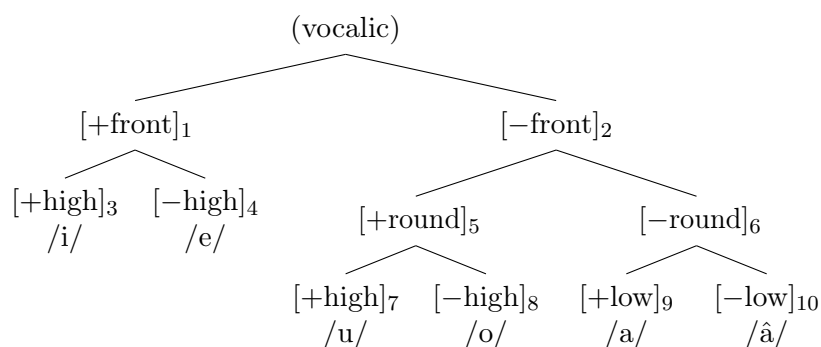 (vocalic)
[+front]₁ [−front]₂
[+high]₃ [−high]₄ [+round]₅ [−round]₆
/i/ /e/
[+high]₇ [−high]₈ [+low]₉ [−low]₁₀
/u/ /o/ /a/ /â/